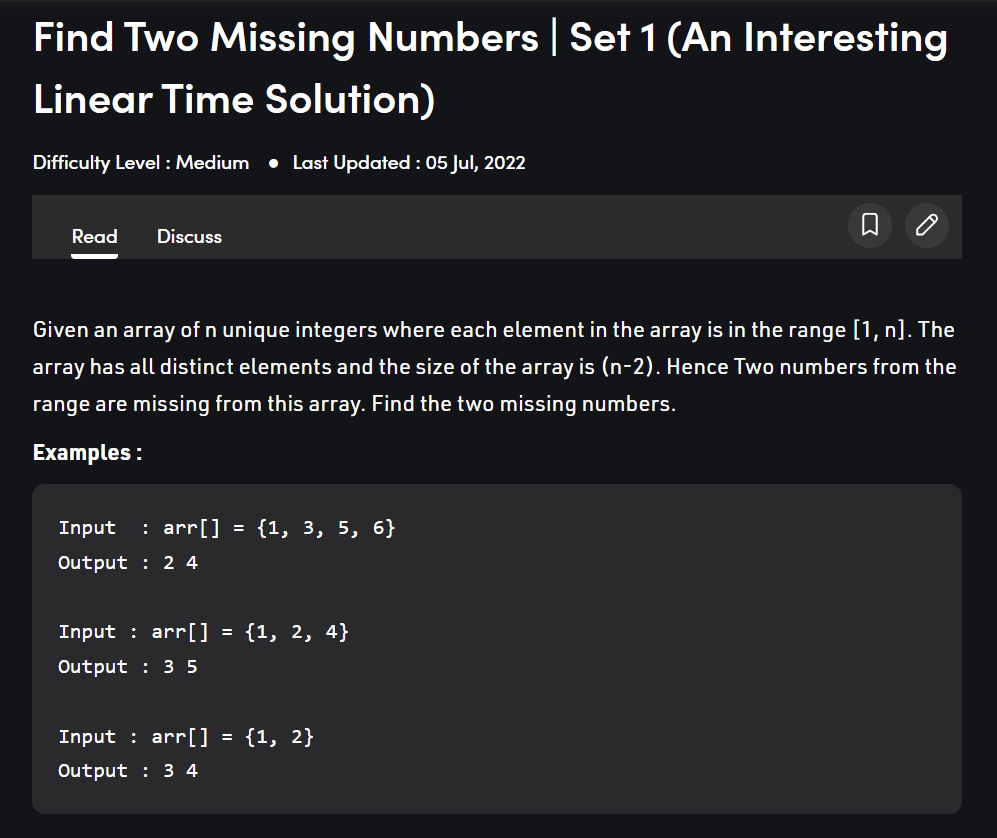 Find Two Missing Numbers | Set 1 (An Interesting
Linear Time Solution)
Difficulty Level : Medium ● Last Updated : 05 Jul, 2022
Read Discuss
Given an array of n unique integers where each element in the array is in the range [1, n]. The
array has all distinct elements and the size of the array is (n-2). Hence Two numbers from the
range are missing from this array. Find the two missing numbers.
Examples :
Input  : arr[] = {1, 3, 5, 6}
Output : 2 4
Input : arr[] = {1, 2, 4}
Output : 3 5
Input : arr[] = {1, 2}
Output : 3 4